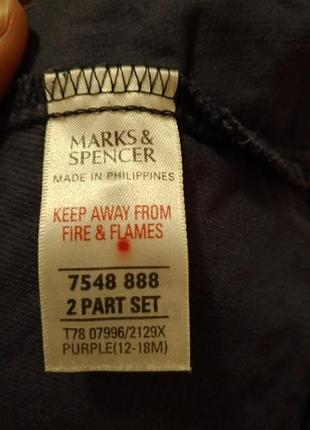 MARKS &
SPENCER
MADE IN PHILIPPINES
KEEP AWAY FROM
FIRE & FLAMES
7548 888
2 PART SET
T78 07996/2129X
PURPLE(12-18M)